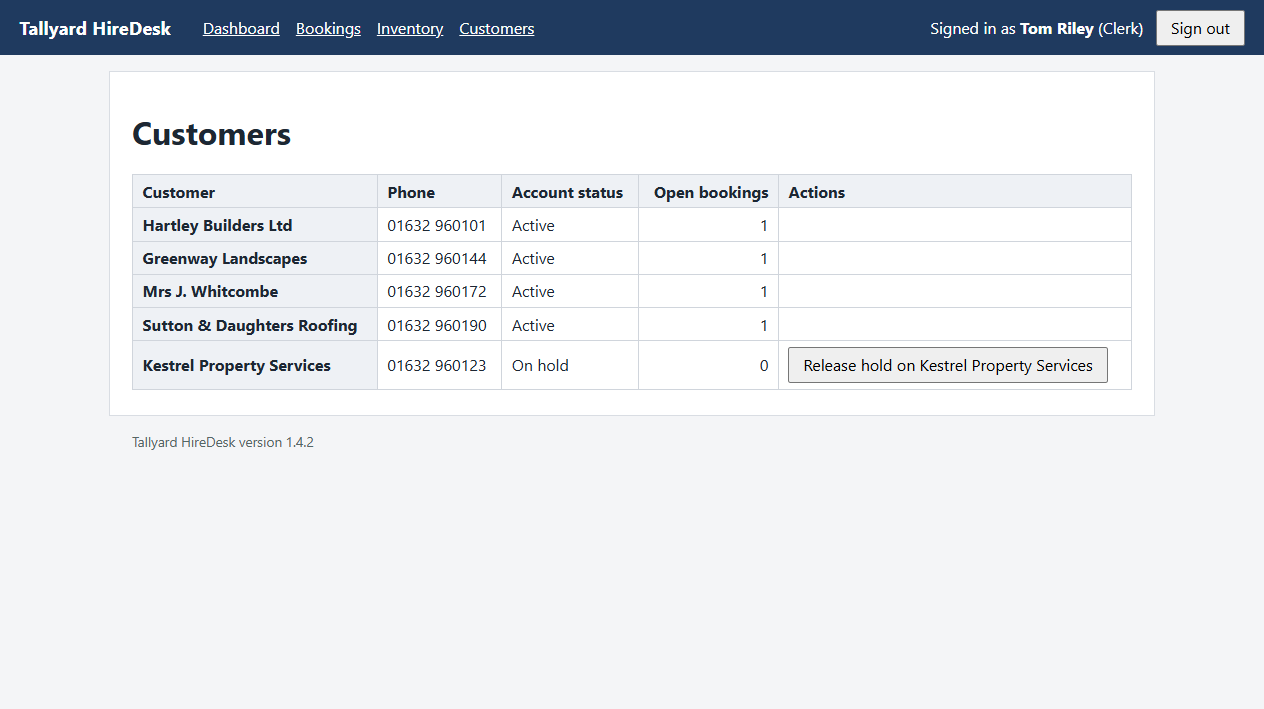 Tallyard HireDesk Dashboard Bookings Inventory Customers Signed in as Tom Riley (Clerk) Sign out
Customers
Customer Phone Account status Open bookings Actions
Hartley Builders Ltd 01632 960101 Active 1
Greenway Landscapes 01632 960144 Active 1
Mrs J. Whitcombe 01632 960172 Active 1
Sutton & Daughters Roofing 01632 960190 Active 1
Kestrel Property Services 01632 960123 On hold 0 Release hold on Kestrel Property Services
Tallyard HireDesk version 1.4.2